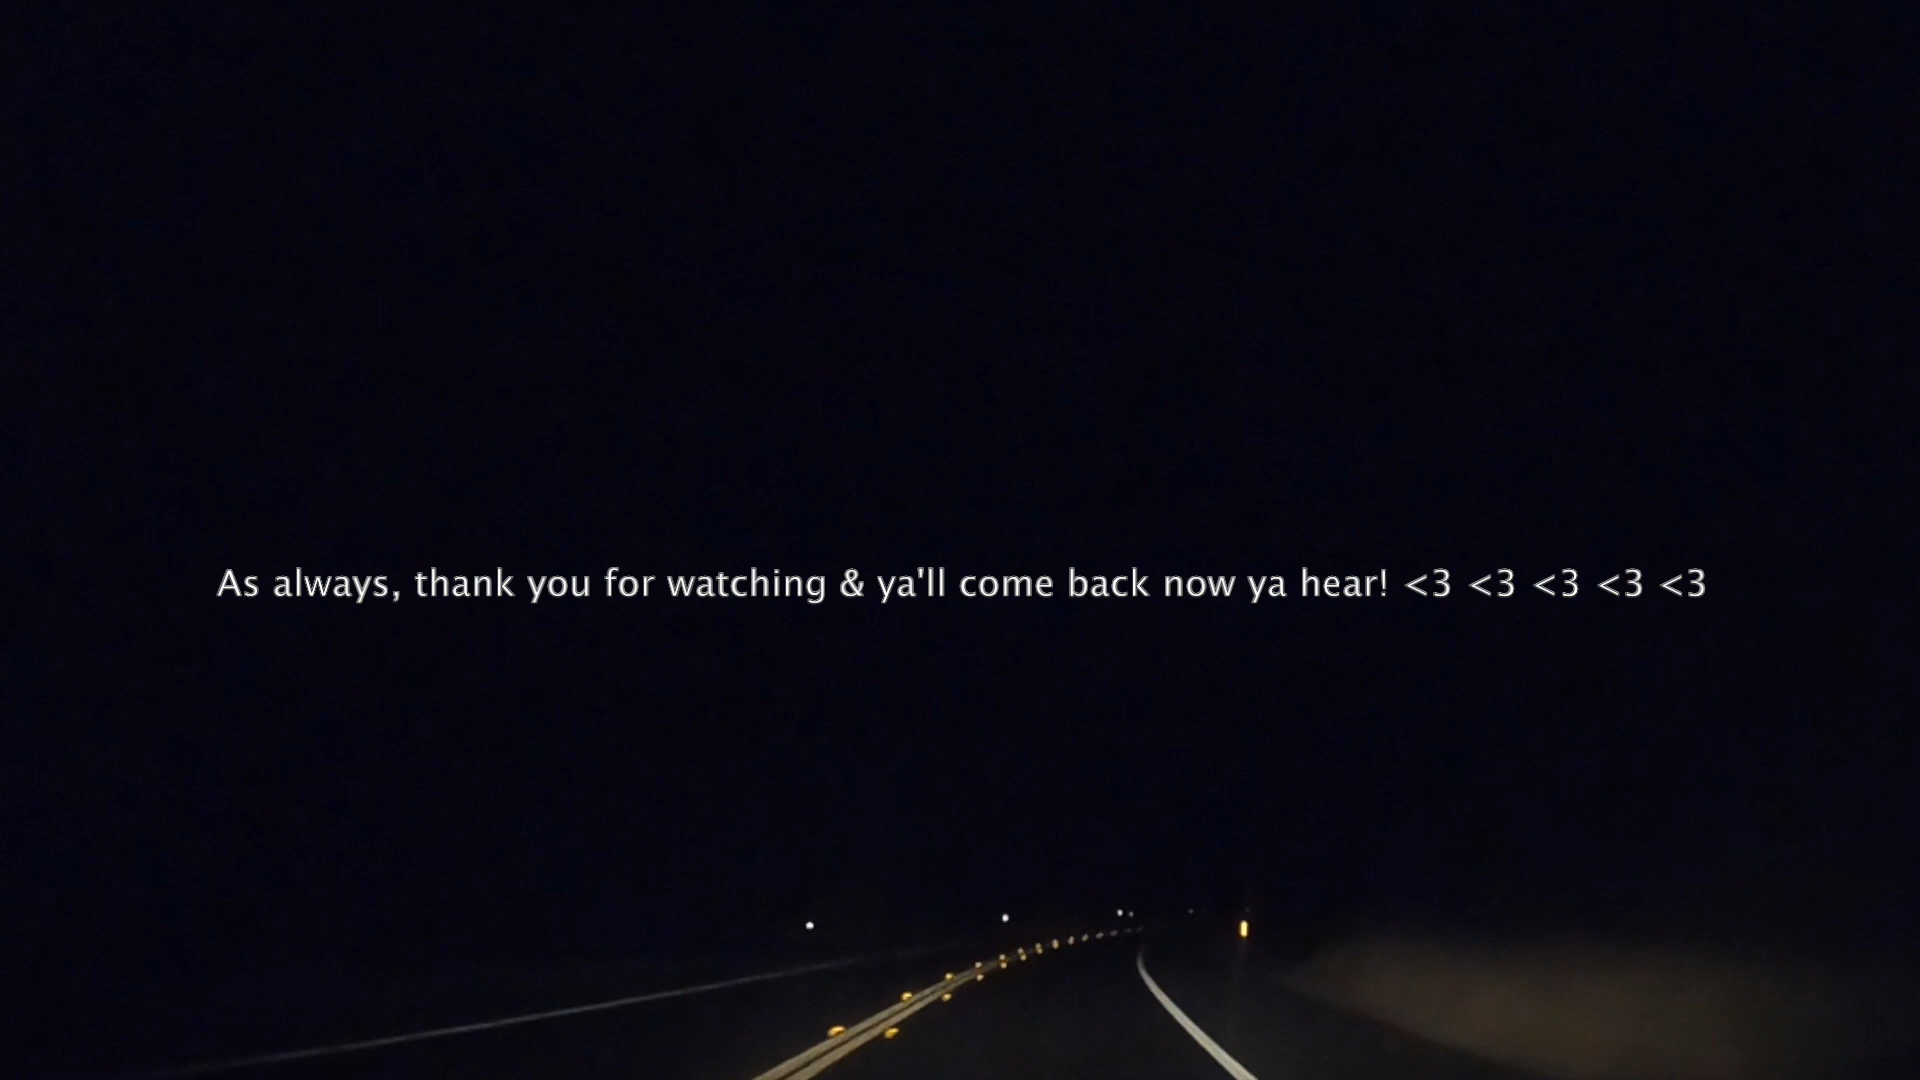 As always, thank you for watching & ya'll come back now ya hear! <3 <3 <3 <3 <3